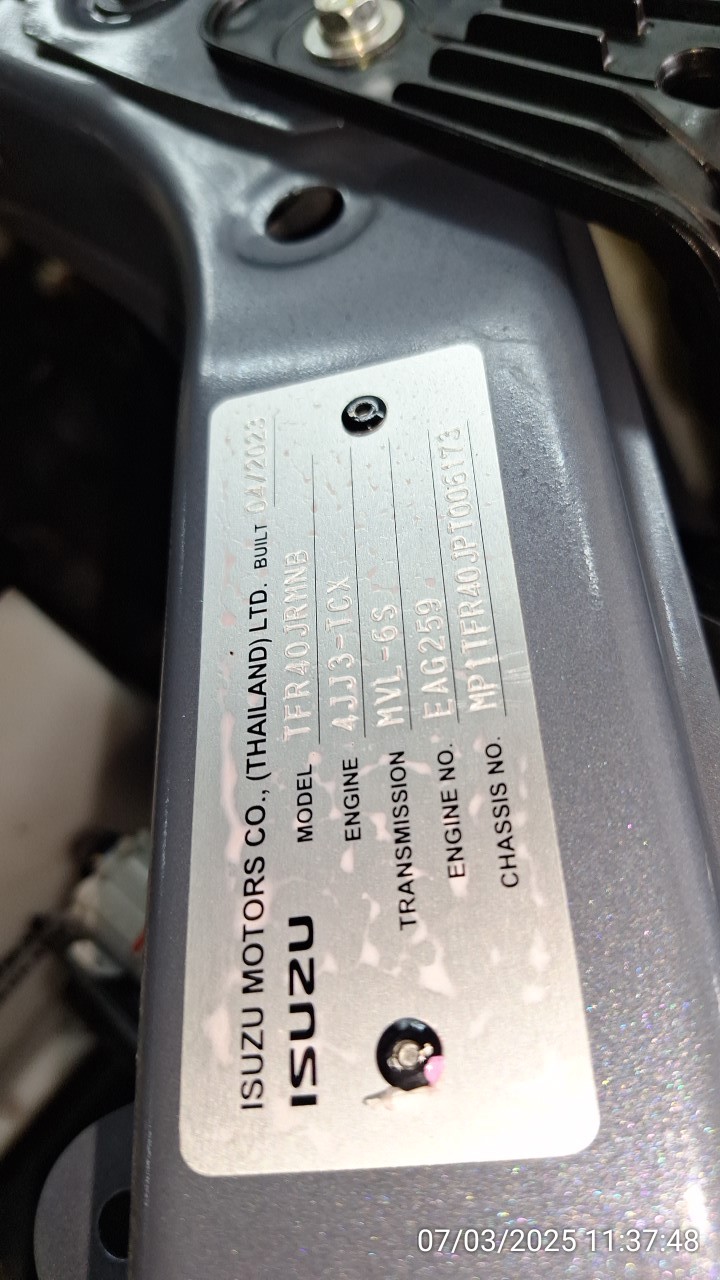 ISUZU MOTORS CO., (THAILAND) LTD. BUILT 04/2023
ISUZU
MODEL TFR40JRMNB
ENGINE 4JJ3-TCX
TRANSMISSION MVL-6S
ENGINE NO. EAG259
CHASSIS NO. MP1TFR40JPT006173
07/03/2025 11:37:48